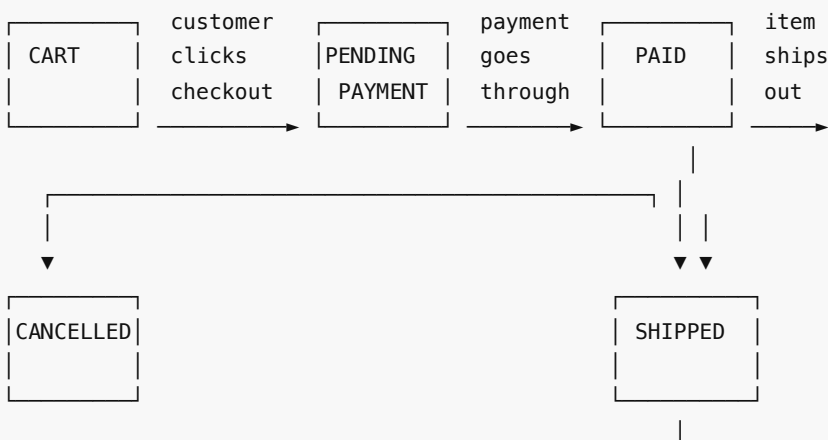 customer payment item
CART clicks PENDING goes PAID ships
checkout PAYMENT through out
CANCELLED SHIPPED